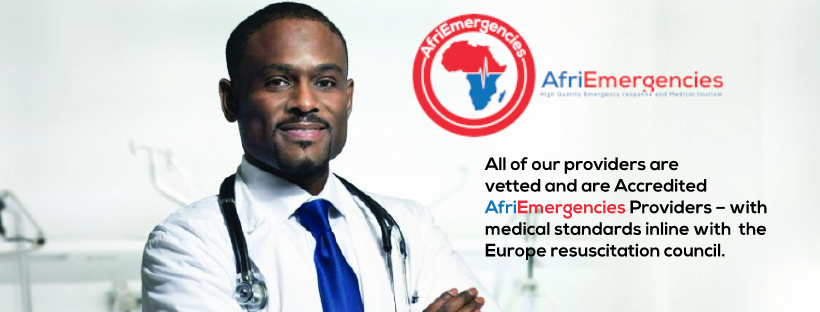 AfriEmergencies
AfriEmergencies
High Quality Emergency response and Medical tourism
All of our providers are
vetted and are Accredited
AfriEmergencies Providers – with
medical standards inline with the
Europe resuscitation council.